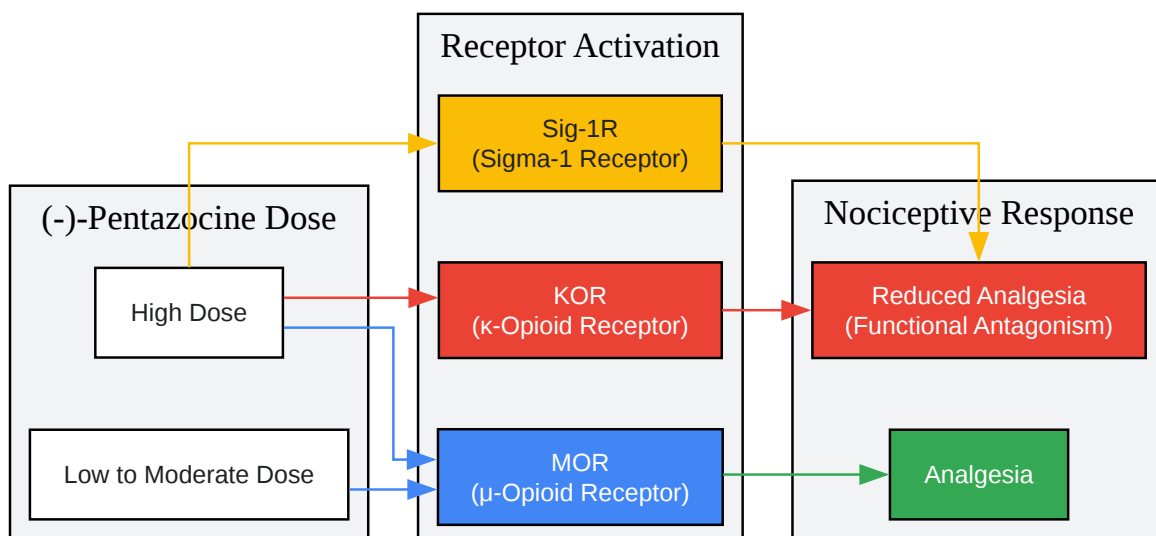 Receptor Activation
Sig-1R
(Sigma-1 Receptor)
(-)-Pentazocine Dose
Nociceptive Response
High Dose
KOR
(κ-Opioid Receptor)
Reduced Analgesia
(Functional Antagonism)
Low to Moderate Dose
MOR
(μ-Opioid Receptor)
Analgesia